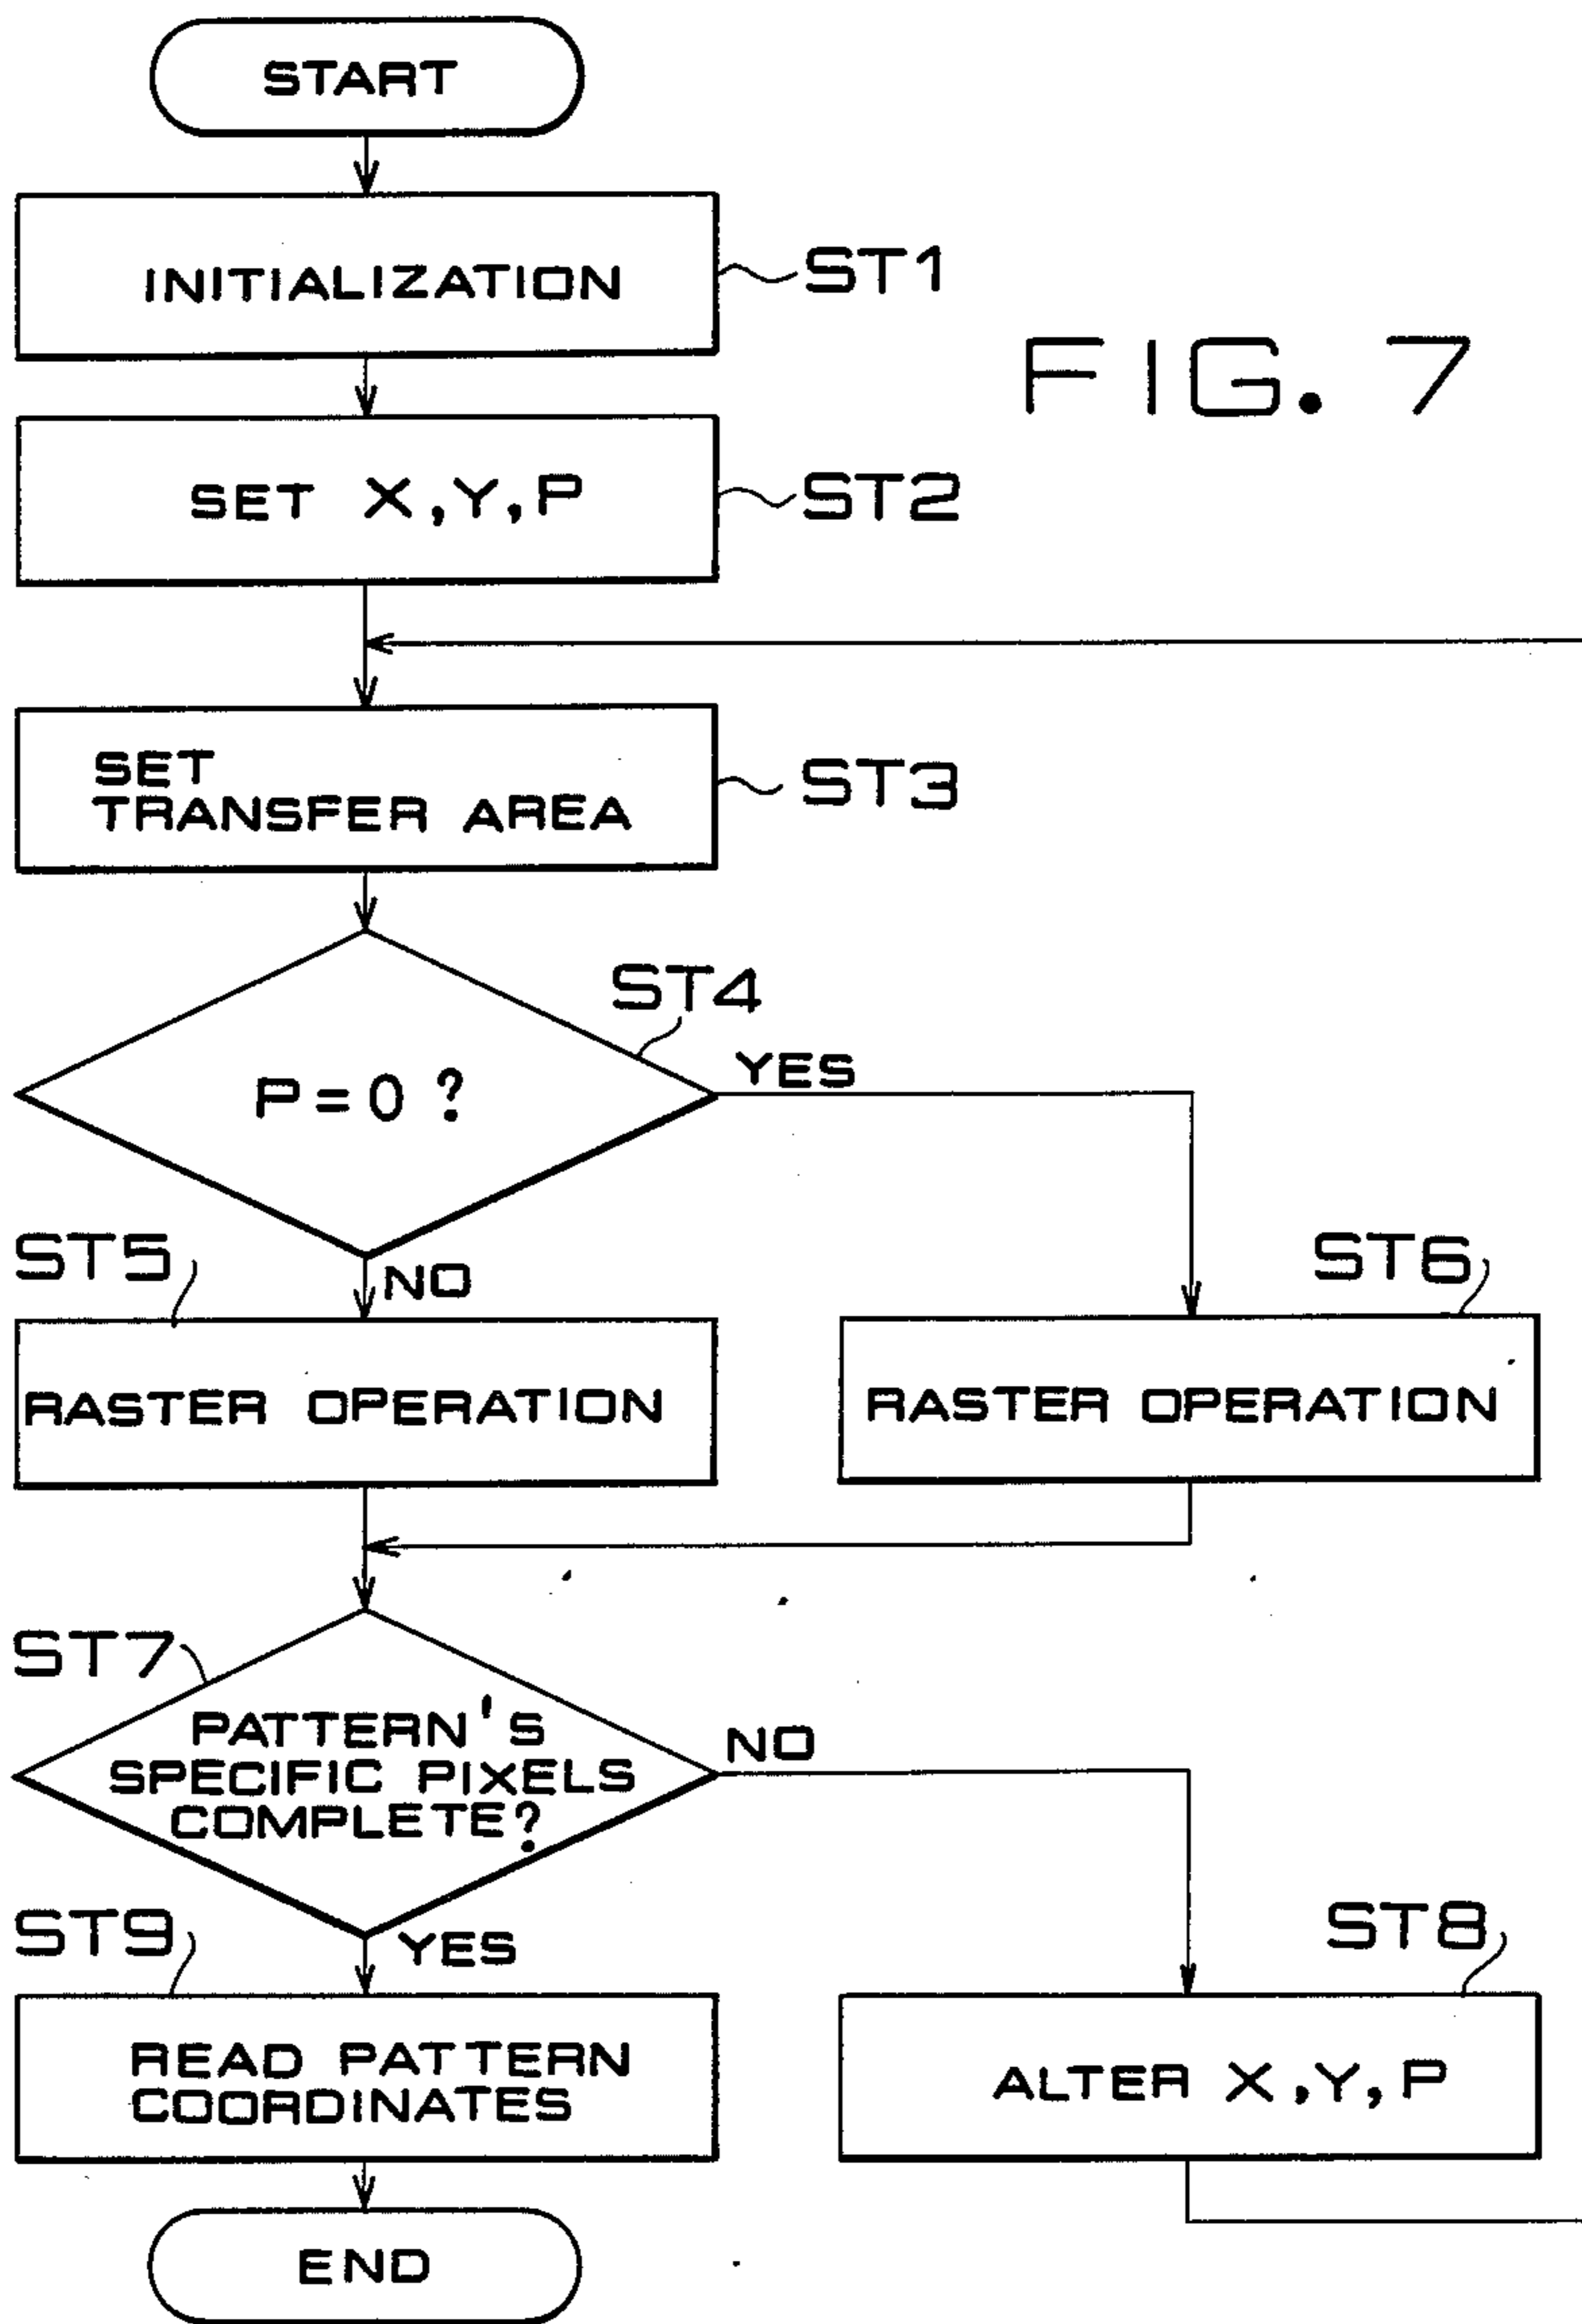 START
INITIALIZATION
ST1
FIG. 7
SET X,Y,P
ST2
SET
TRANSFER AREA
ST3
ST4
P=0 ?
YES
ST5
NO
ST6
RASTER OPERATION
RASTER OPERATION
ST7
PATTERN'S
SPECIFIC PIXELS
COMPLETE?
NO
ST9
YES
ST8
READ PATTERN
COORDINATES
ALTER X,Y,P
END